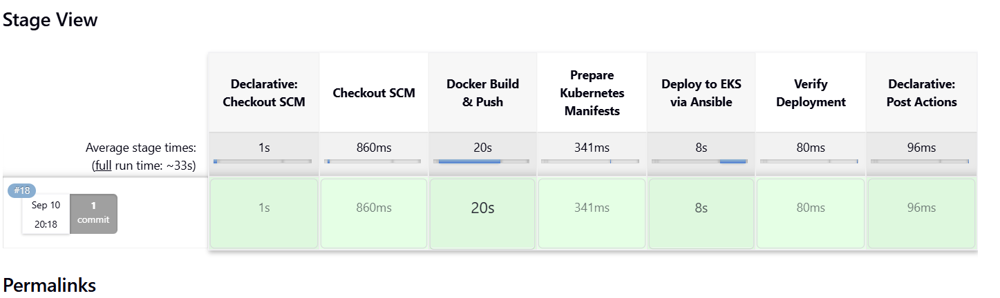 Stage View
Declarative:
Checkout SCM
Checkout SCM
Docker Build
& Push
Prepare
Kubernetes
Manifests
Deploy to EKS
via Ansible
Verify
Deployment
Declarative:
Post Actions
Average stage times:
(full run time: ~33s)
1s
860ms
20s
341ms
8s
80ms
96ms
#18
Sep 10
20:18
1
commit
1s
860ms
20s
341ms
8s
80ms
96ms
Permalinks